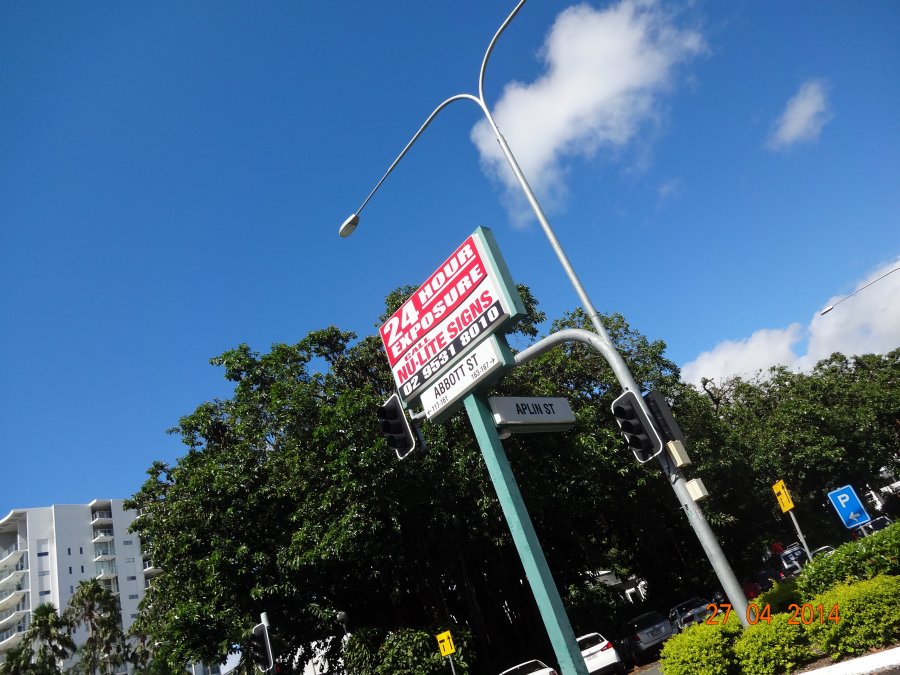 24 HOUR
EXPOSURE
CALL
NU-LITE SIGNS
02 9531 8010
ABBOTT ST
APLIN ST
P
27 04 2014